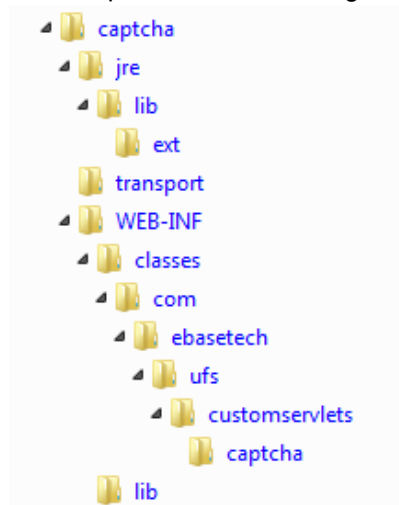 captcha
jre
lib
ext
transport
WEB-INF
classes
com
ebasetech
ufs
customservlets
captcha
lib